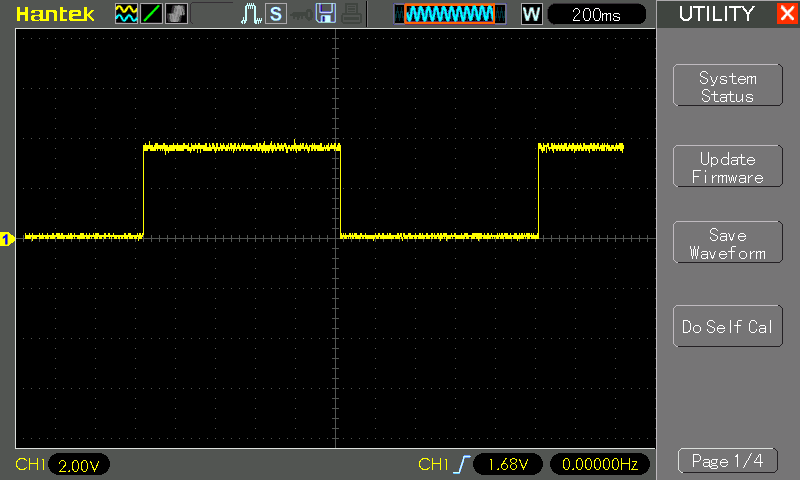 Hantek
S
W
200ms
UTILITY
System
Status
Update
Firmware
Save
Waveform
Do Self Cal
1
CH1 2.00V
CH1 1.68V
0.00000Hz
Page 1/4